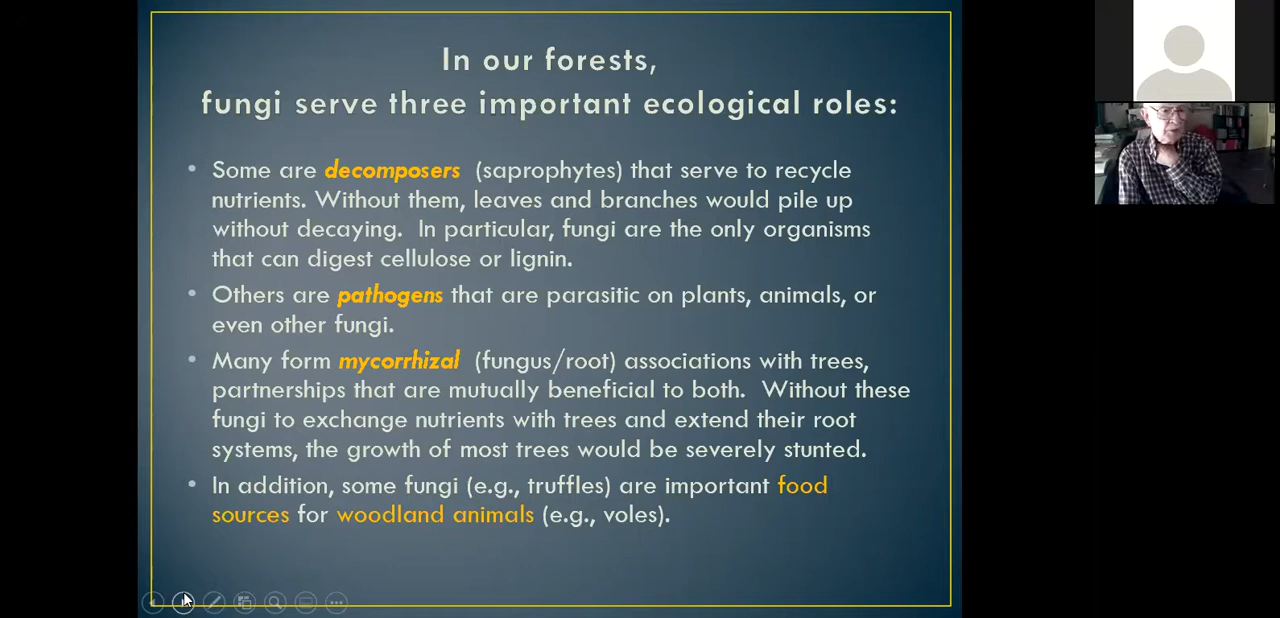 In our forests,
fungi serve three important ecological roles:
• Some are decomposers (saprophytes) that serve to recycle
nutrients. Without them, leaves and branches would pile up
without decaying. In particular, fungi are the only organisms
that can digest cellulose or lignin.
• Others are pathogens that are parasitic on plants, animals, or
even other fungi.
• Many form mycorrhizal (fungus/root) associations with trees,
partnerships that are mutually beneficial to both. Without these
fungi to exchange nutrients with trees and extend their root
systems, the growth of most trees would be severely stunted.
• In addition, some fungi (e.g., truffles) are important food
sources for woodland animals (e.g., voles).